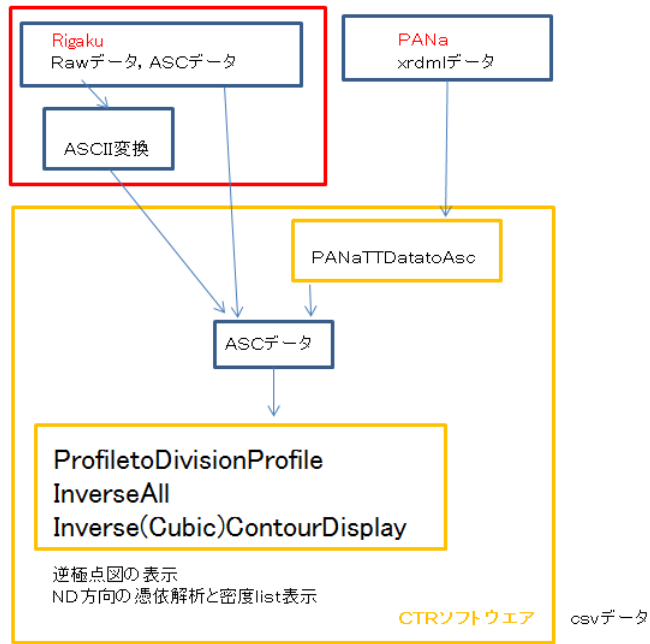 Rigaku
Rawデータ, ASCデータ
PANa
xrdmlデータ
ASCII変換
PANaTTDatatoAsc
ASCデータ
ProfiletoDivisionProfile
InverseAll
Inverse(Cubic)ContourDisplay
逆極点図の表示
ND方向の憑依解析と密度list表示
CTRソフトウエア
csvデータ